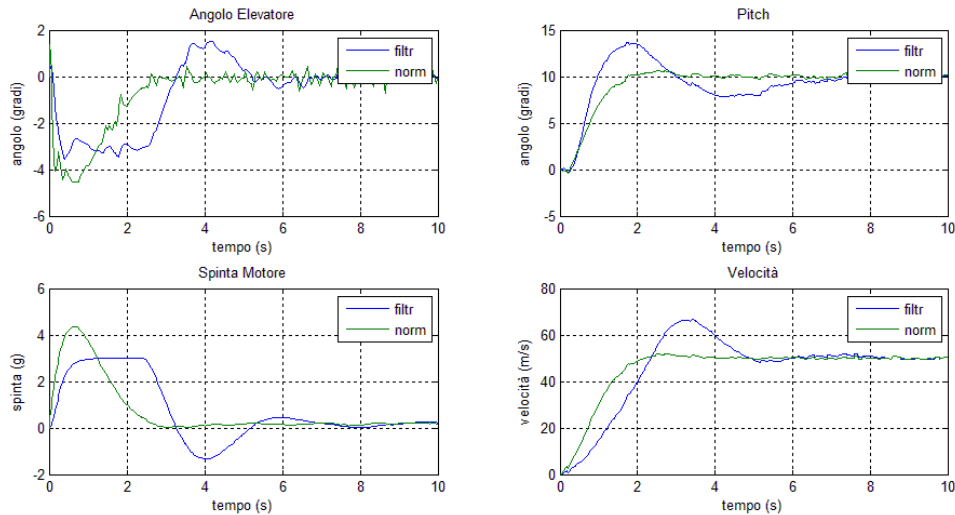 Angolo Elevatore
2
0
-2
-4
-6
0
2
4
6
8
10
angolo (gradi)
tempo (s)
filtr
norm
Pitch
15
10
5
0
-5
0
2
4
6
8
10
angolo (gradi)
tempo (s)
filtr
norm
Spinta Motore
6
4
2
0
-2
0
2
4
6
8
10
spinta (g)
tempo (s)
filtr
norm
Velocità
80
60
40
20
0
0
2
4
6
8
10
velocità (m/s)
tempo (s)
filtr
norm